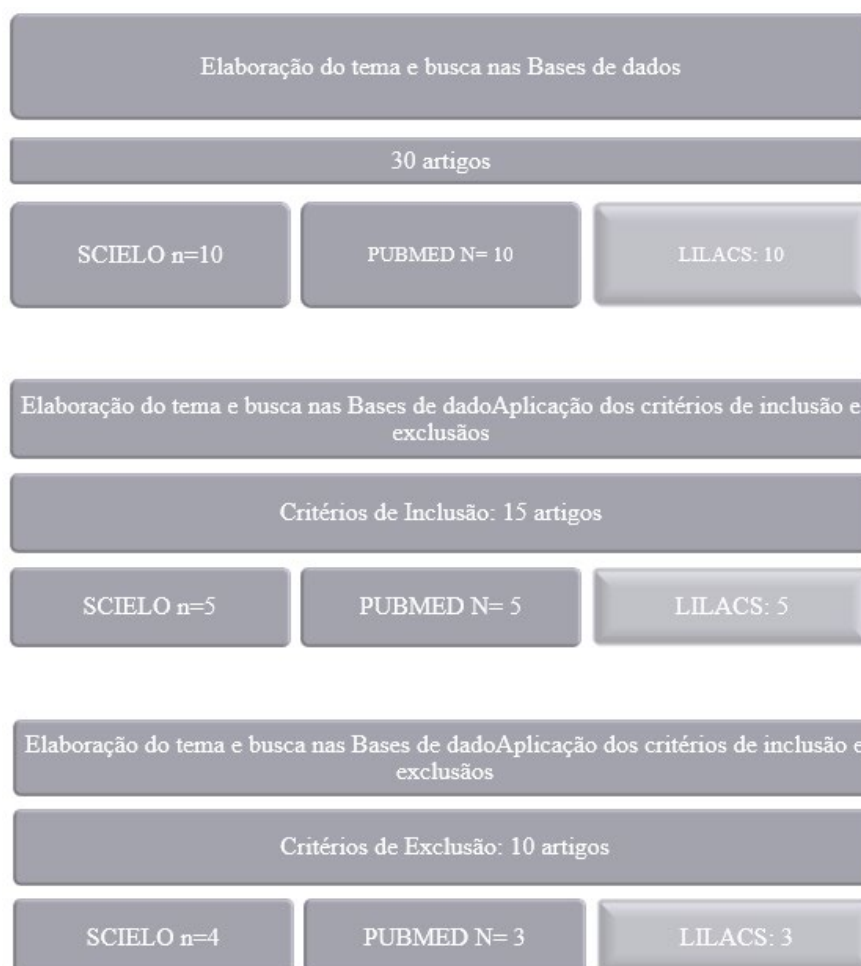 Elaboração do tema e busca nas Bases de dados
30 artigos
SCIELO n=10
PUBMED N= 10
LILACS: 10
Elaboração do tema e busca nas Bases de dadoAplicação dos critérios de inclusão e
exclusãos
Critérios de Inclusão: 15 artigos
SCIELO n=5
PUBMED N= 5
LILACS: 5
Elaboração do tema e busca nas Bases de dadoAplicação dos critérios de inclusão e
exclusãos
Critérios de Exclusão: 10 artigos
SCIELO n=4
PUBMED N= 3
LILACS: 3